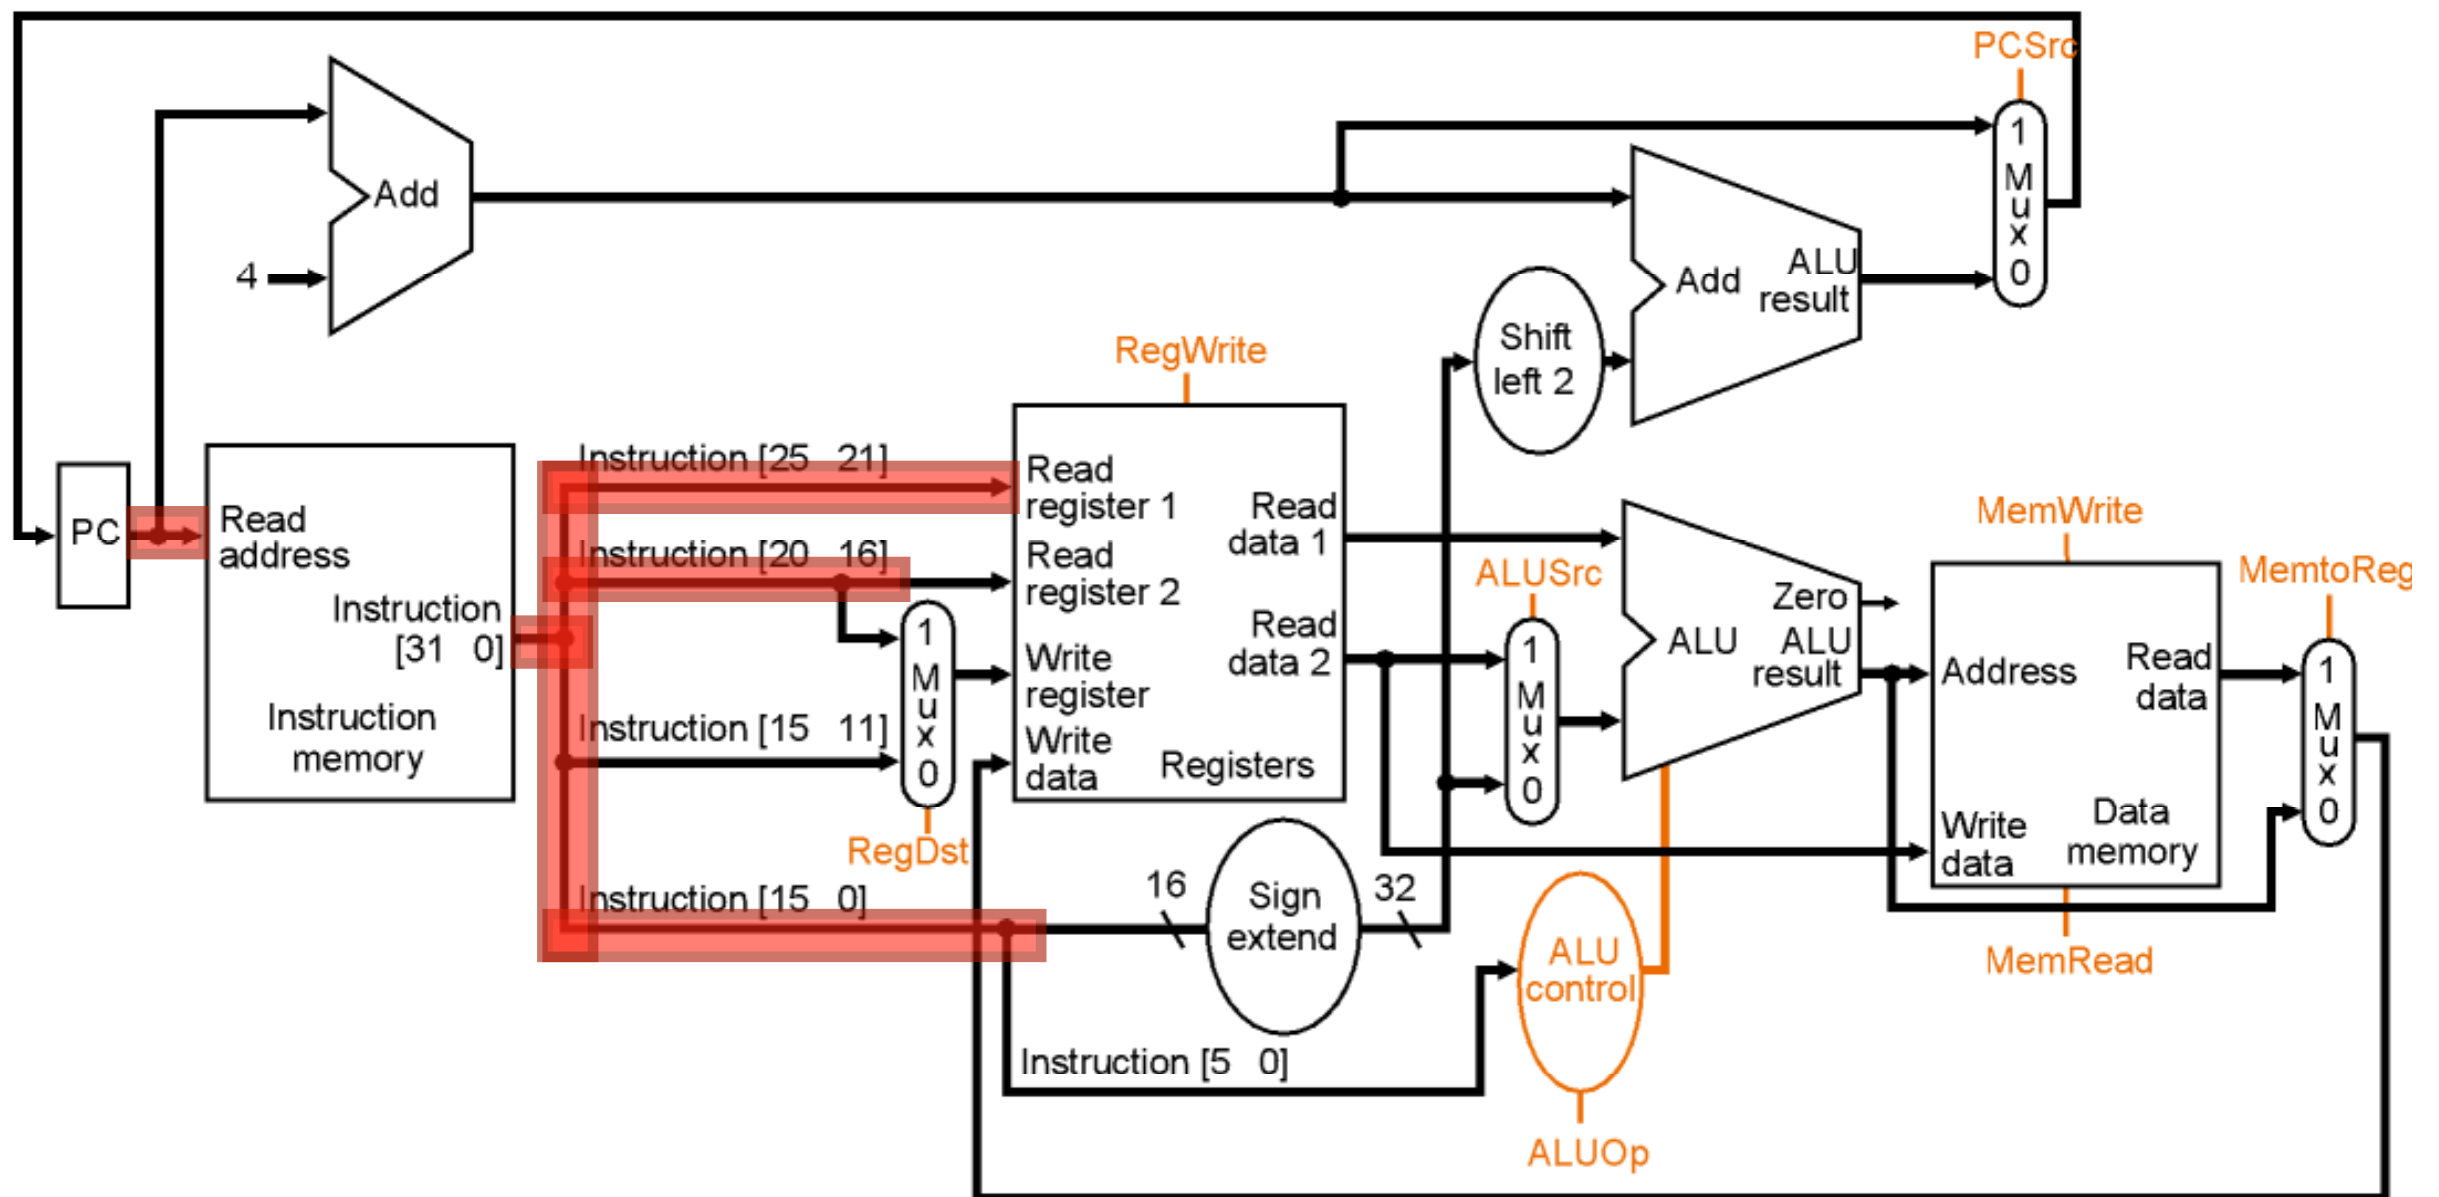 PCSrc
1
M
u
x
0
Add
4
Add
ALU
result
Shift
left 2
RegWrite
PC
Read
address
Instruction
[31 0]
Instruction
memory
Instruction [25 21]
Instruction [20 16]
Instruction [15 11]
Instruction [15 0]
1
M
u
x
0
RegDst
Read
register 1
Read
register 2
Write
register
Write
data
Read
data 1
Read
data 2
Registers
16
Sign
extend
32
Instruction [5 0]
ALUSrc
1
M
u
x
0
Zero
ALU
ALU
result
ALU
control
ALUOp
MemWrite
Address
Read
data
Write
data
Data
memory
MemRead
MemtoReg
1
M
u
x
0